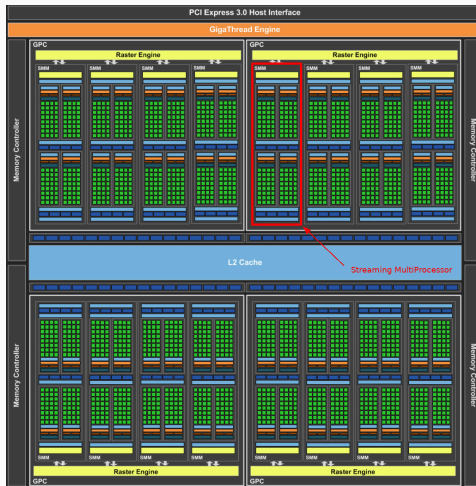 PCI Express 3.0 Host Interface
GigaThread Engine
GPC
GPC
Raster Engine
Raster Engine
SMM
SMM
SMM
SMM
SMM
SMM
SMM
SMM
Memory Controller
Memory Controller
L2 Cache
Streaming MultiProcessor
Memory Controller
Memory Controller
SMM
SMM
SMM
SMM
SMM
SMM
SMM
SMM
Raster Engine
Raster Engine
GPC
GPC